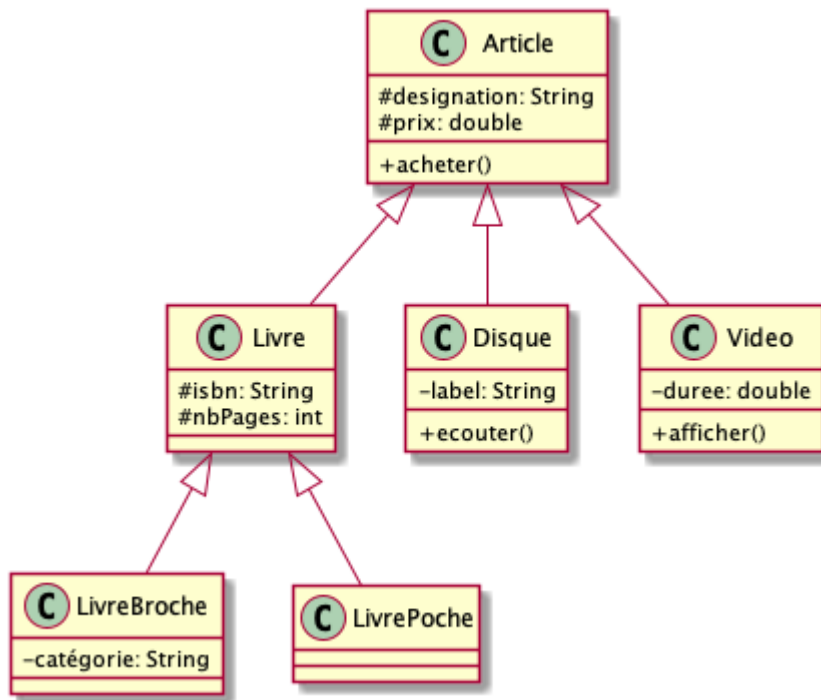 C Article
#designation: String
#prix: double
+acheter()
C Livre
#isbn: String
#nbPages: int
C Disque
-label: String
+ecouter()
C Video
-duree: double
+afficher()
C LivreBroche
-catégorie: String
C LivrePoche